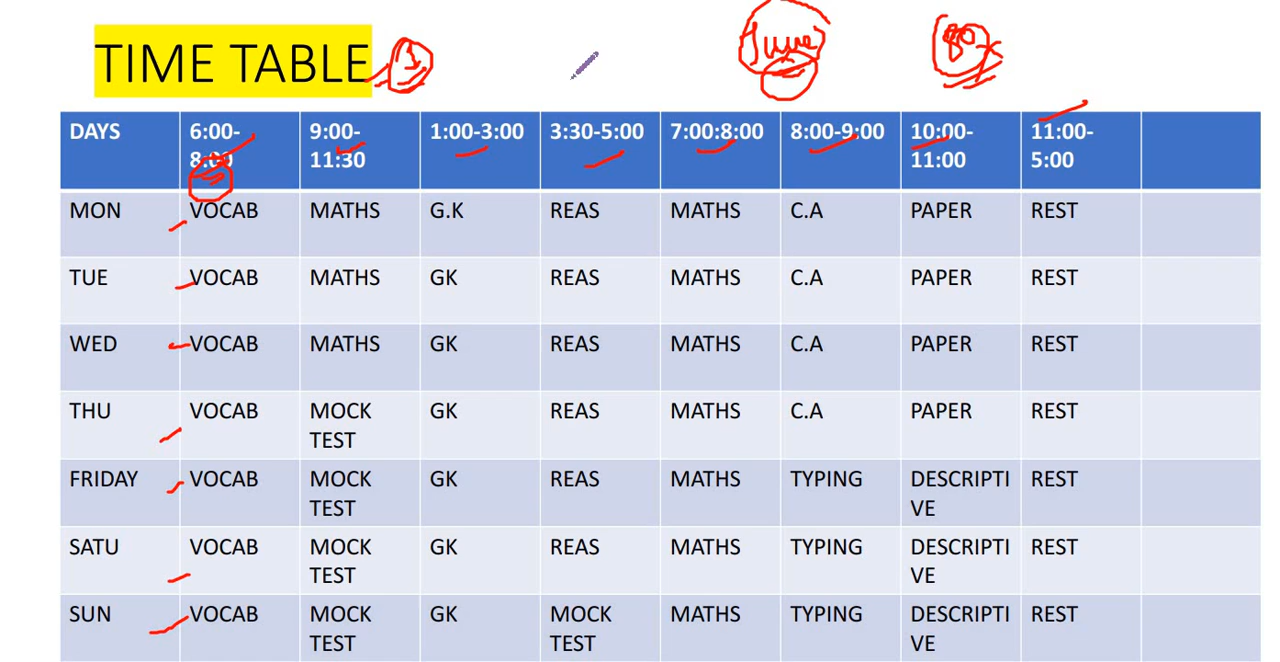 TIME TABLE 1
June
80
DAYS 6:00- 9:00- 1:00-3:00 3:30-5:00 7:00:8:00 8:00-9:00 10:00- 11:00-
8:00 11:30 11:00 5:00
MON VOCAB MATHS G.K REAS MATHS C.A PAPER REST
TUE VOCAB MATHS GK REAS MATHS C.A PAPER REST
WED VOCAB MATHS GK REAS MATHS C.A PAPER REST
THU VOCAB MOCK GK REAS MATHS C.A PAPER REST
TEST
FRIDAY VOCAB MOCK GK REAS MATHS TYPING DESCRIPTI REST
TEST VE
SATU VOCAB MOCK GK REAS MATHS TYPING DESCRIPTI REST
TEST VE
SUN VOCAB MOCK GK MOCK MATHS TYPING DESCRIPTI REST
TEST TEST VE